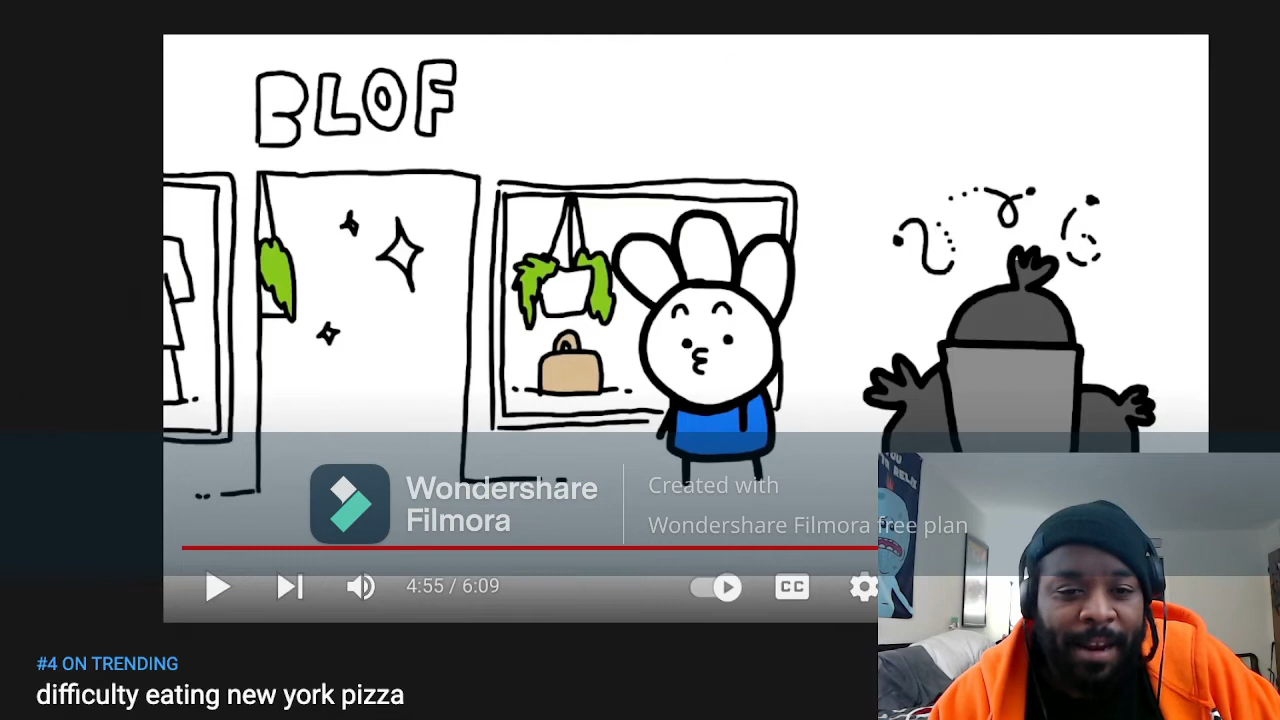 BLOF
Wondershare
Filmora
Created with
Wondershare Filmora free plan
4:55 / 6:09
CC
#4 ON TRENDING
difficulty eating new york pizza